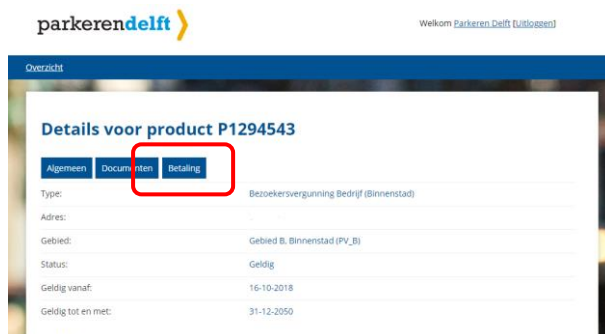 parkerendelft
Welkom Parkeren Delft [Uitloggen]
Overzicht
Details voor product P1294543
Algemeen Documenten Betaling
Type: Bezoekersvergunning Bedrijf (Binnenstad)
Adres:
Gebied: Gebied B, Binnenstad (PV_B)
Status: Geldig
Geldig vanaf: 16-10-2018
Geldig tot en met: 31-12-2050